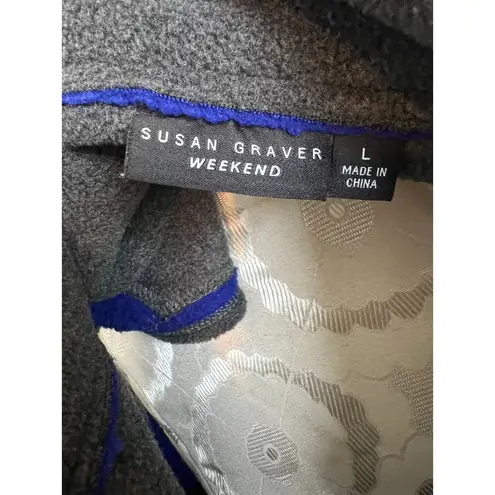 SUSAN GRAVER
WEEKEND
L
MADE IN
CHINA